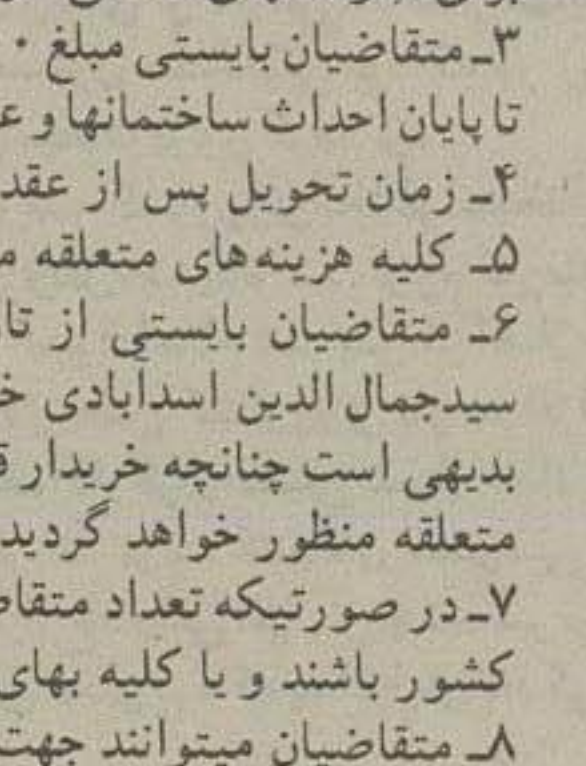 ۳ـ متقاضیان بایستی مبلغ ۰
تا پایان احداث ساختمانها و
۴ـ زمان تحویل پس از عقد
۵ـ کلیه هزینه‌های متعلقه
۶ـ متقاضیان بایستی از
سیدجمال الدین اسدآبادی
بدیهی است چنانچه خریدار
متعلقه منظور خواهد گردید
۷ـ در صورتیکه تعداد
کشور باشند و یا کلیه بهای
۸ـ متقاضیان میتوانند جهت